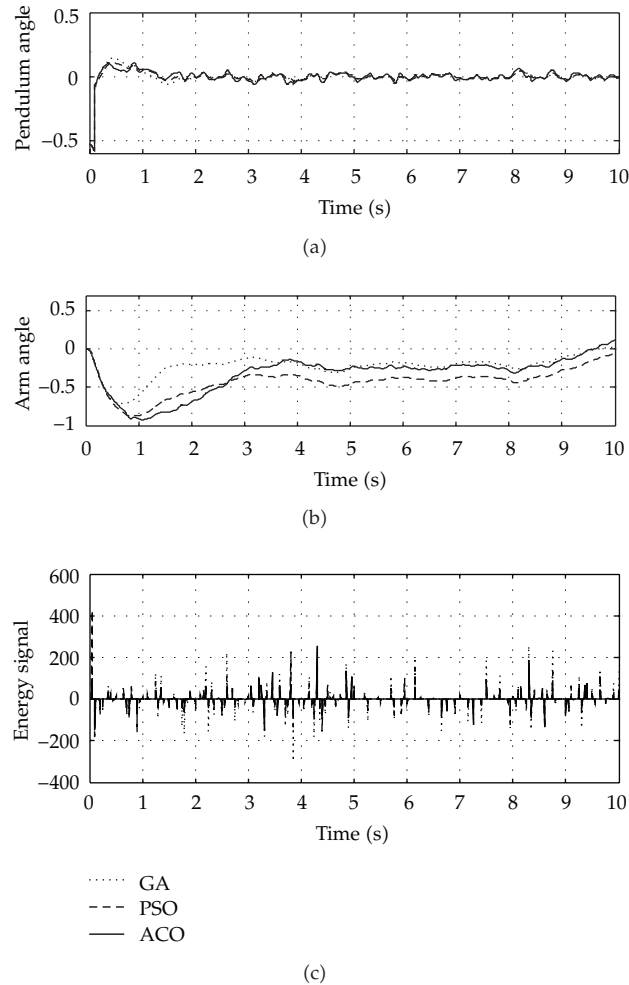 0.5
0
−0.5
Pendulum angle
0 1 2 3 4 5 6 7 8 9 10
Time (s)
(a)
0.5
0
−0.5
−1
Arm angle
0 1 2 3 4 5 6 7 8 9 10
Time (s)
(b)
600
400
200
0
−200
−400
Energy signal
0 1 2 3 4 5 6 7 8 9 10
Time (s)
GA
PSO
ACO
(c)